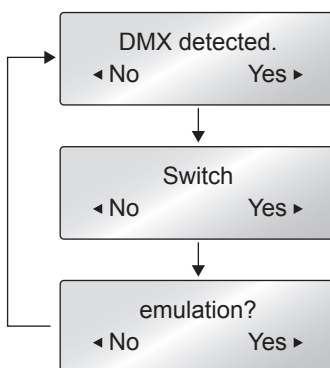 DMX detected.
◂ No Yes ▸
Switch
◂ No Yes ▸
emulation?
◂ No Yes ▸